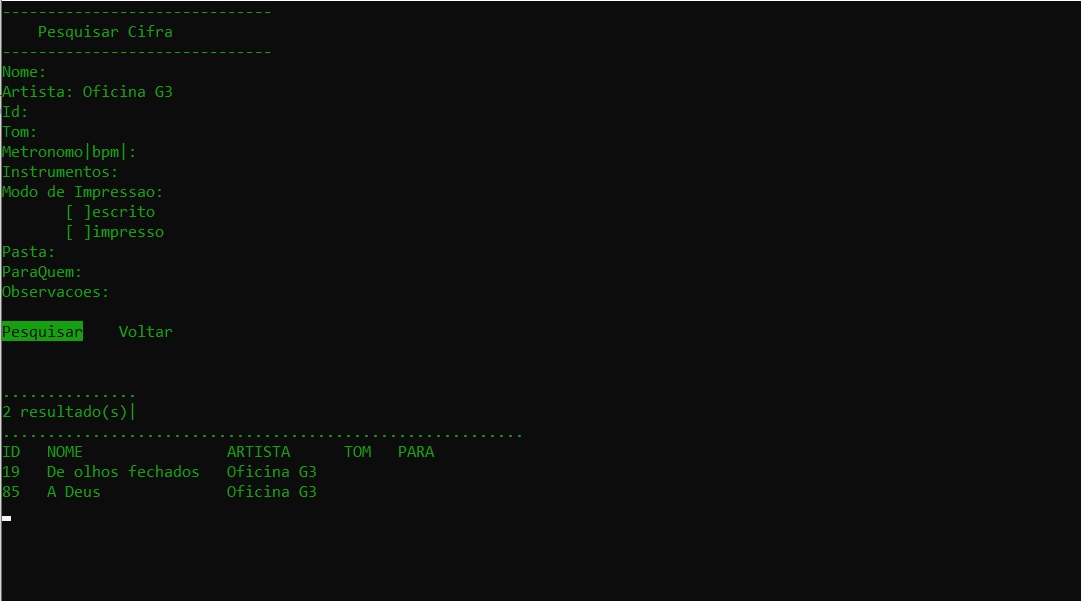 ------------------------------
    Pesquisar Cifra
------------------------------
Nome:
Artista: Oficina G3
Id:
Tom:
Metronomo|bpm|:
Instrumentos:
Modo de Impressao:
       [ ]escrito
       [ ]impresso
Pasta:
ParaQuem:
Observacoes:
Pesquisar    Voltar
...............
2 resultado(s)|
..........................................................
ID   NOME                ARTISTA      TOM   PARA
19   De olhos fechados   Oficina G3
85   A Deus              Oficina G3